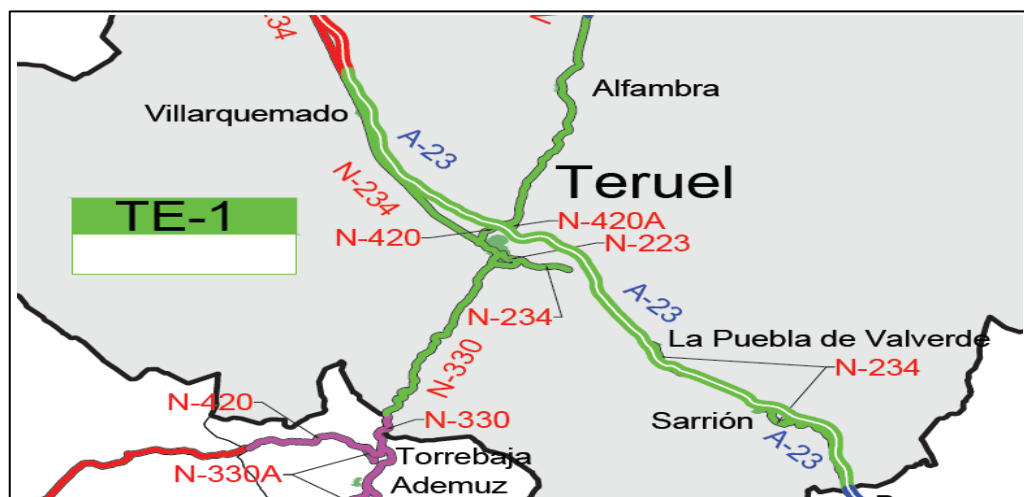 Alfambra
Villarquemado
A-23
N-234
Teruel
TE-1
N-420A
N-420
N-223
A-23
N-234
La Puebla de Valverde
N-330
N-234
N-420
N-330
Sarrión
A-23
Torrebaja
N-330A
Ademuz